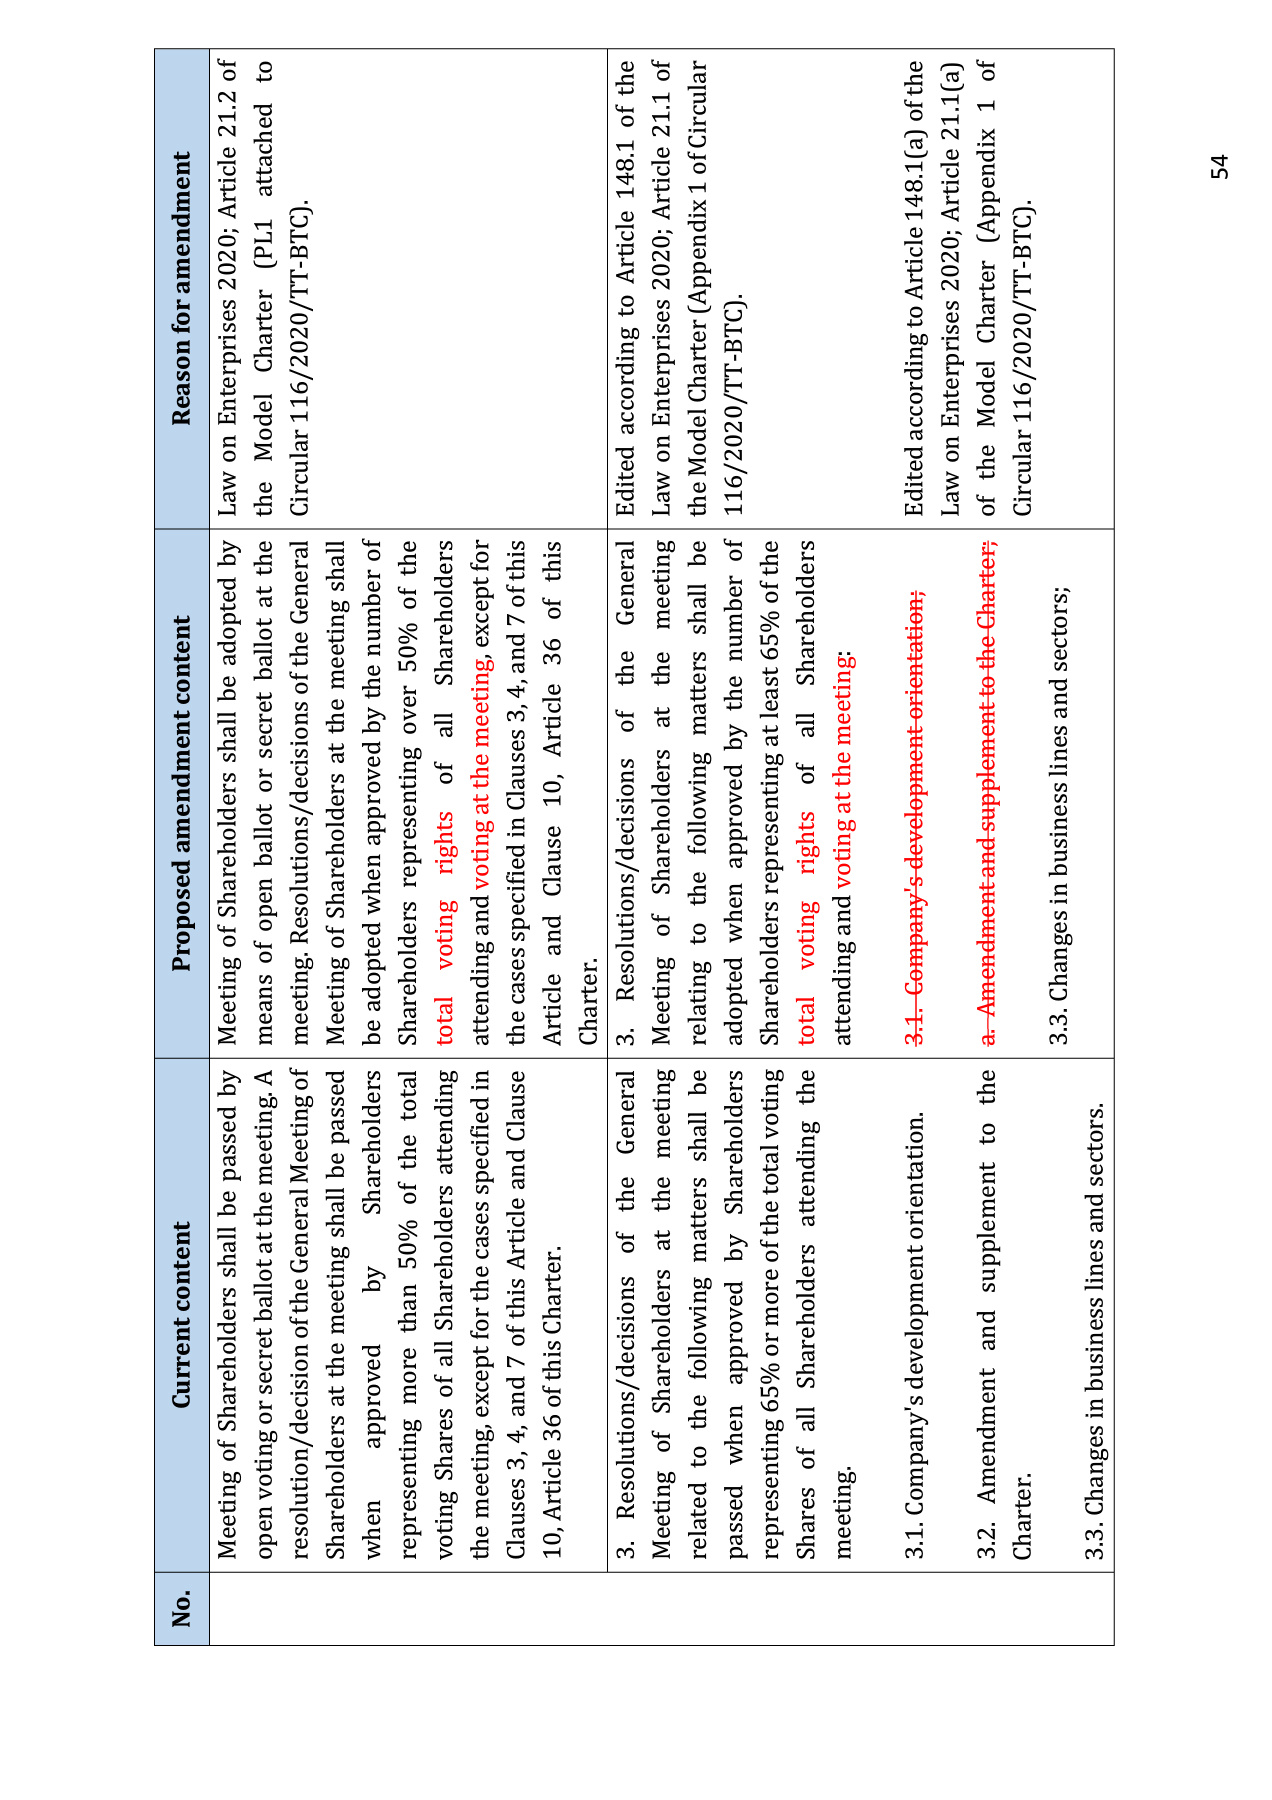 No.
Current content
Proposed amendment content
Reason for amendment
Meeting of Shareholders shall be passed by
open voting or secret ballot at the meeting. A
resolution/decision of the General Meeting of
Shareholders at the meeting shall be passed
when approved by Shareholders
representing more than 50% of the total
voting Shares of all Shareholders attending
the meeting, except for the cases specified in
Clauses 3, 4, and 7 of this Article and Clause
10, Article 36 of this Charter.
Meeting of Shareholders shall be adopted by
means of open ballot or secret ballot at the
meeting. Resolutions/decisions of the General
Meeting of Shareholders at the meeting shall
be adopted when approved by the number of
Shareholders representing over 50% of the
total voting rights of all Shareholders
attending and voting at the meeting, except for
the cases specified in Clauses 3, 4, and 7 of this
Article and Clause 10, Article 36 of this
Charter.
Law on Enterprises 2020; Article 21.2 of
the Model Charter (PL1 attached to
Circular 116/2020/TT-BTC).
3. Resolutions/decisions of the General
Meeting of Shareholders at the meeting
related to the following matters shall be
passed when approved by Shareholders
representing 65% or more of the total voting
Shares of all Shareholders attending the
meeting.
3.1. Company's development orientation.
3.2. Amendment and supplement to the
Charter.
3.3. Changes in business lines and sectors.
3. Resolutions/decisions of the General
Meeting of Shareholders at the meeting
relating to the following matters shall be
adopted when approved by the number of
Shareholders representing at least 65% of the
total voting rights of all Shareholders
attending and voting at the meeting:
3.1. Company's development orientation;
a. Amendment and supplement to the Charter;
3.3. Changes in business lines and sectors;
Edited according to Article 148.1 of the
Law on Enterprises 2020; Article 21.1 of
the Model Charter (Appendix 1 of Circular
116/2020/TT-BTC).
Edited according to Article 148.1(a) of the
Law on Enterprises 2020; Article 21.1(a)
of the Model Charter (Appendix 1 of
Circular 116/2020/TT-BTC).
54